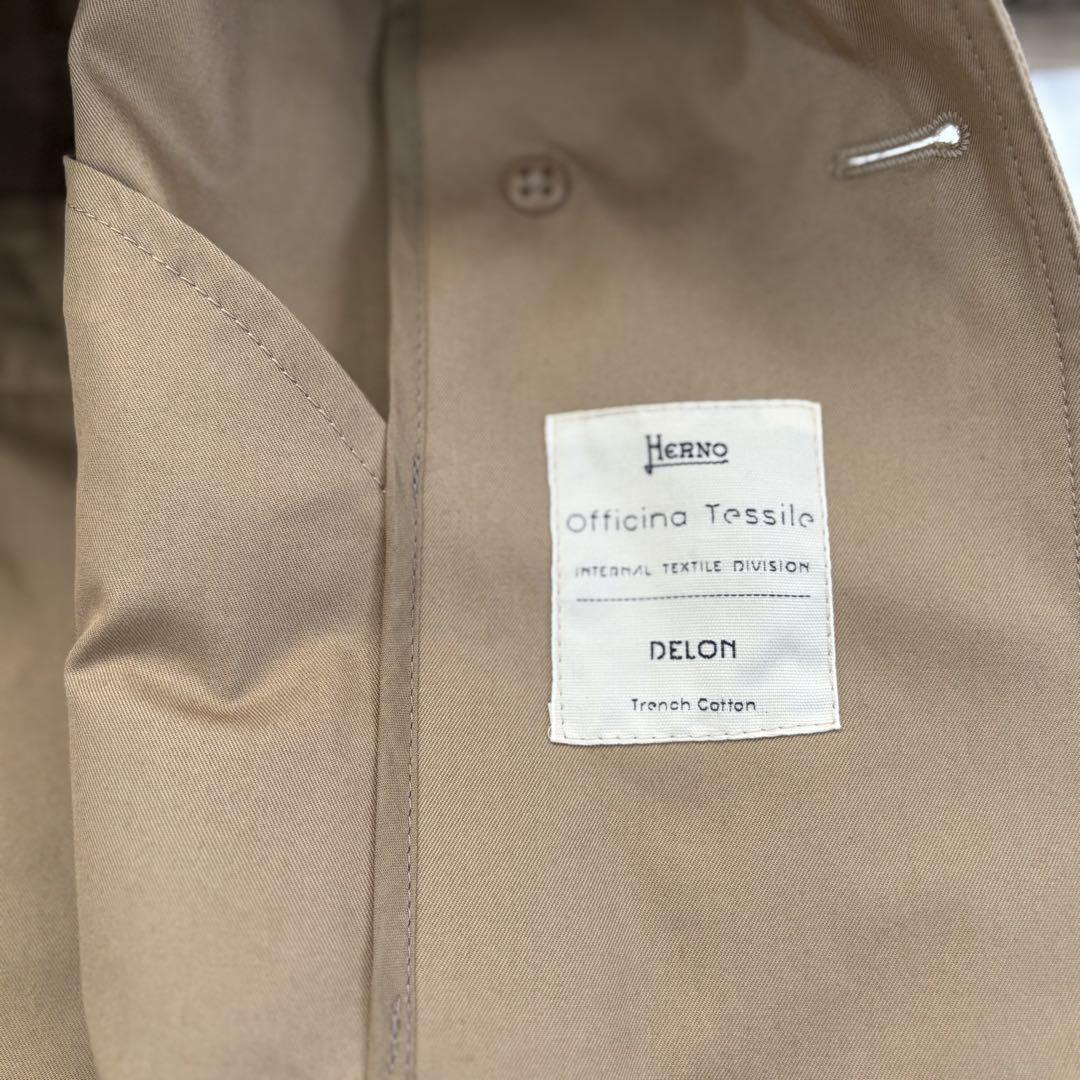 HERNO
Officina Tessile
INTERNAL TEXTILE DIVISION
DELON
Trench Cotton